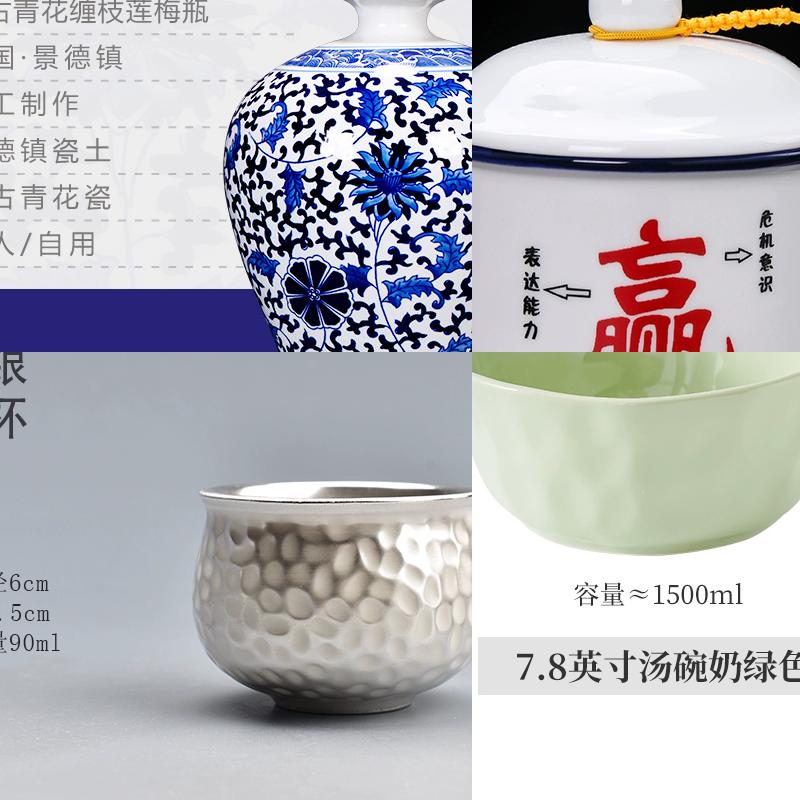 古青花缠枝莲梅瓶
国·景德镇
工制作
德镇瓷土
古青花瓷
人/自用
危机意识
表达能力
赢
银
杯
径6cm
.5cm
量90ml
容量≈1500ml
7.8英寸汤碗奶绿色